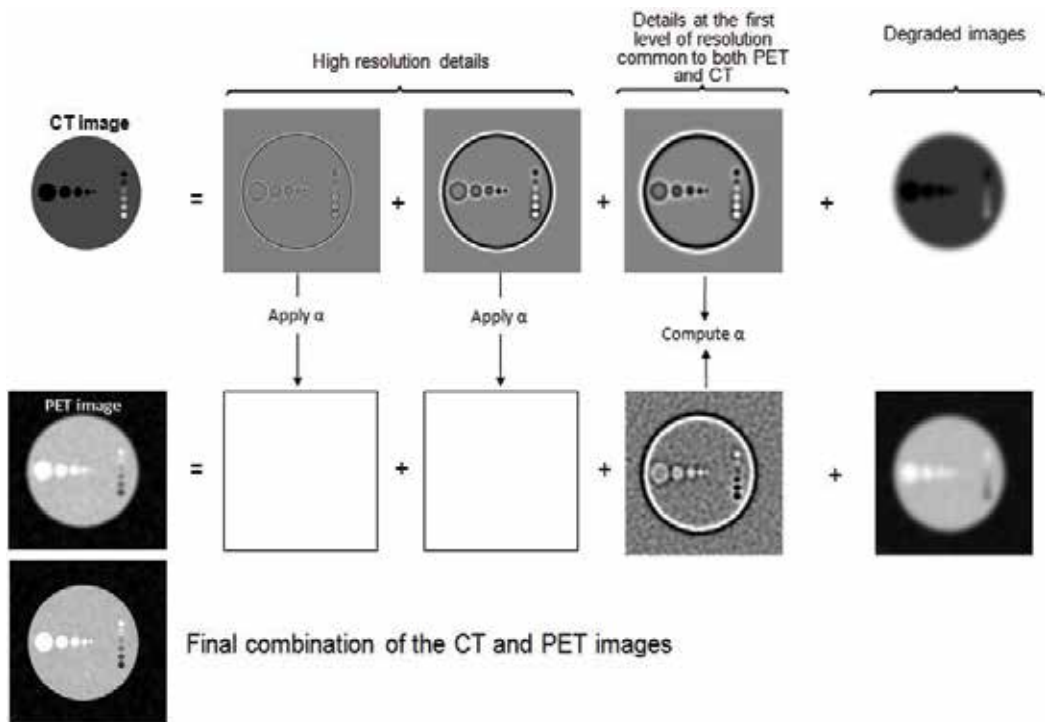 Details at the first
level of resolution
common to both PET
and CT
Degraded images
High resolution details
CT image
=
+
+
+
Apply α
Apply α
Compute α
PET image
=
+
+
+
Final combination of the CT and PET images